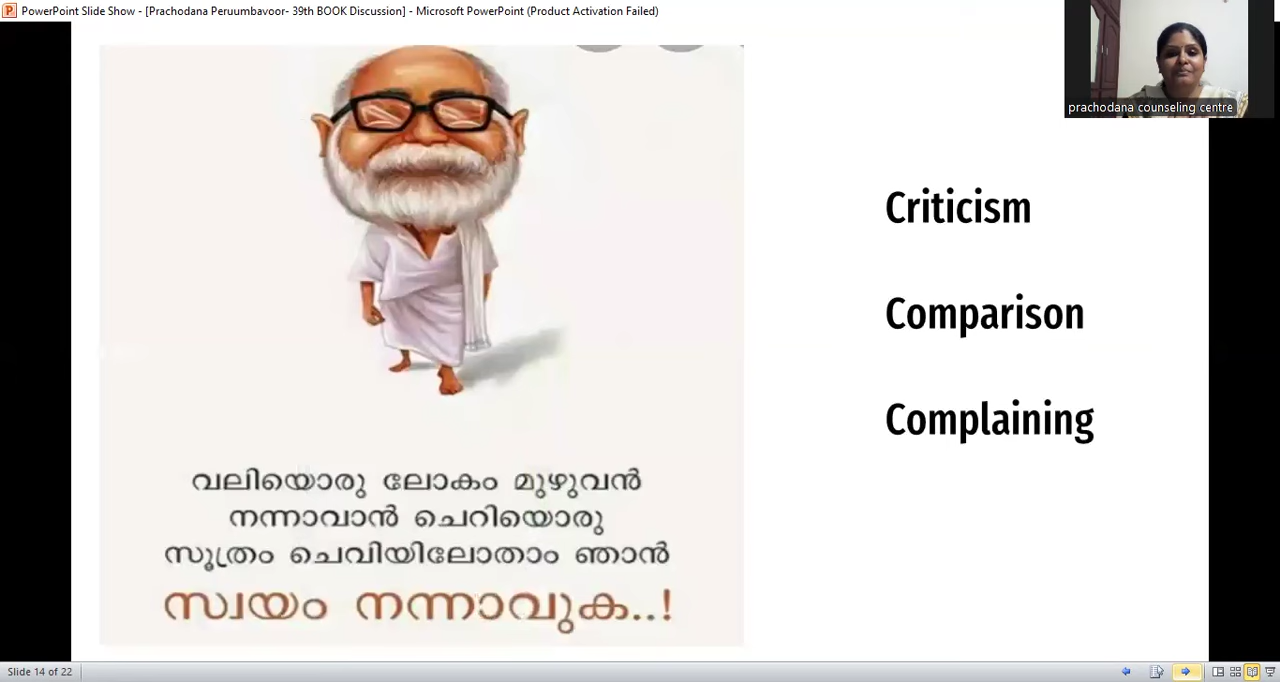 PowerPoint Slide Show - [Prachodana Peruumbavoor- 39th BOOK Discussion] - Microsoft PowerPoint (Product Activation Failed)
prachodana counseling centre
Criticism
Comparison
Complaining
വലിയൊരു ലോകം മുഴുവൻ
നന്നാവാൻ ചെറിയൊരു
സൂത്രം ചെവിയിലോതാം ഞാൻ
സ്വയം നന്നാവുക..!
Slide 14 of 22